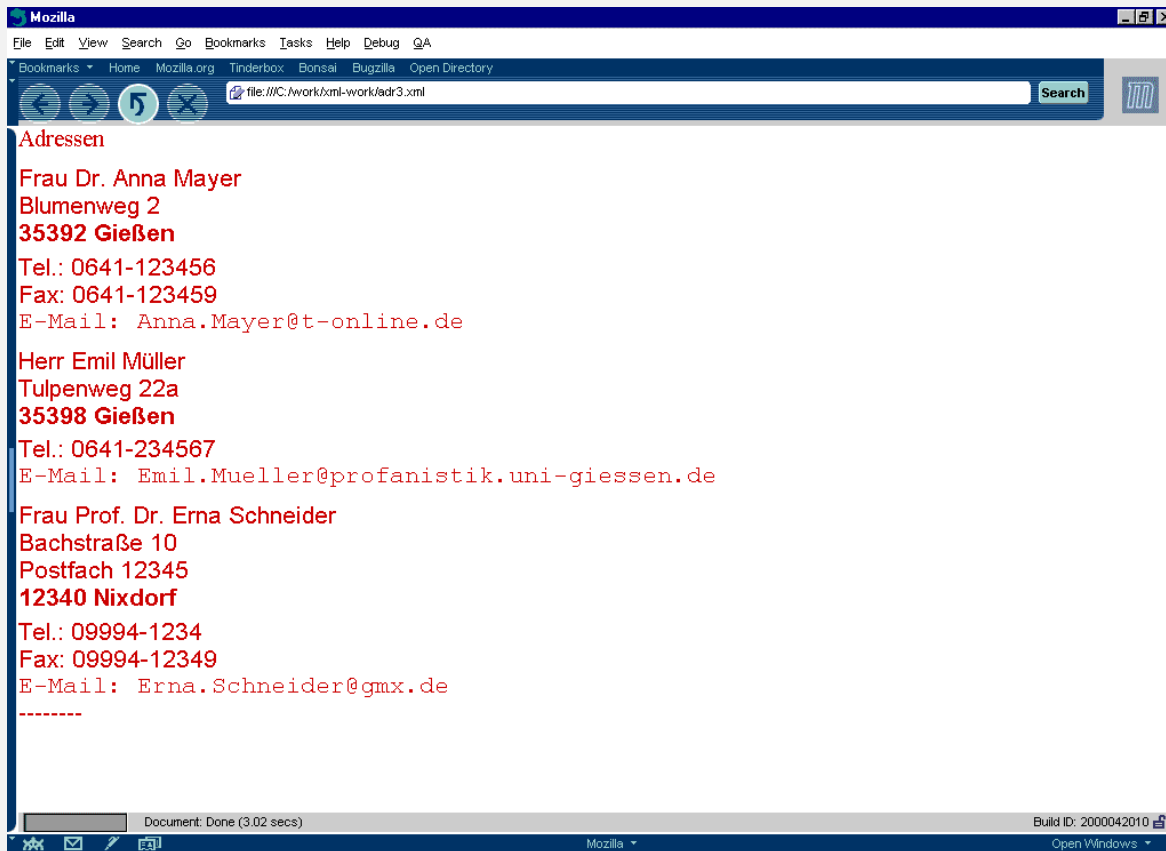 Mozilla
File Edit View Search Go Bookmarks Tasks Help Debug QA
Bookmarks Home Mozilla.org Tinderbox Bonsai Bugzilla Open Directory
file:///C:/work/xml-work/adr3.xml Search
Adressen
Frau Dr. Anna Mayer
Blumenweg 2
35392 Gießen
Tel.: 0641-123456
Fax: 0641-123459
E-Mail: Anna.Mayer@t-online.de
Herr Emil Müller
Tulpenweg 22a
35398 Gießen
Tel.: 0641-234567
E-Mail: Emil.Mueller@profanistik.uni-giessen.de
Frau Prof. Dr. Erna Schneider
Bachstraße 10
Postfach 12345
12340 Nixdorf
Tel.: 09994-1234
Fax: 09994-12349
E-Mail: Erna.Schneider@gmx.de
--------
Document: Done (3.02 secs) Build ID: 2000042010
Mozilla Open Windows